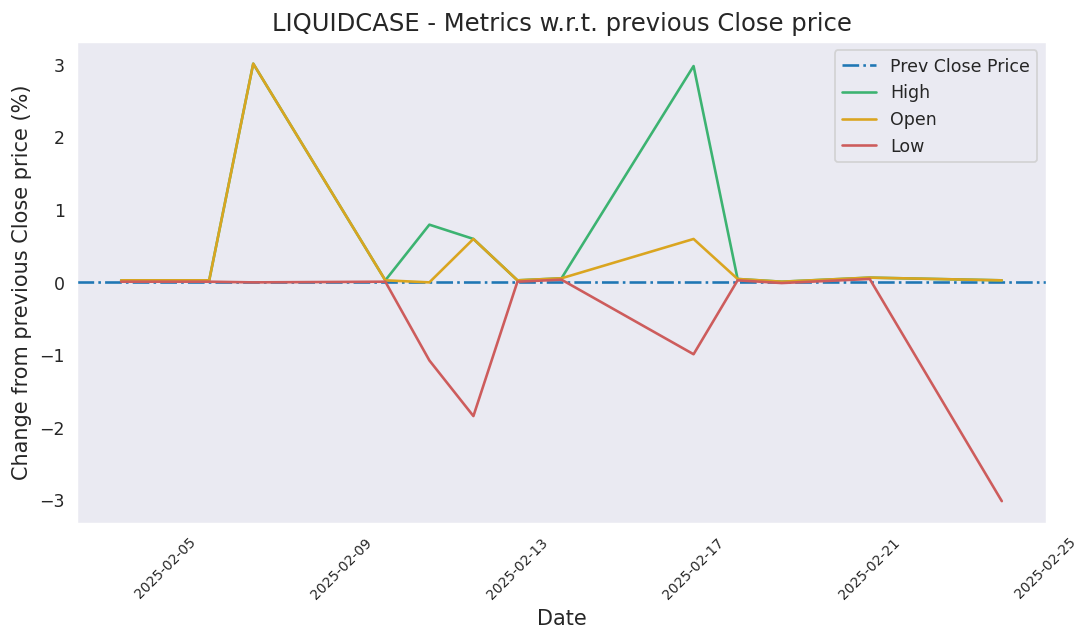 LIQUIDCASE - Metrics w.r.t. previous Close price
Change from previous Close price (%)
3
2
1
0
−1
−2
−3
Prev Close Price
High
Open
Low
2025-02-05
2025-02-09
2025-02-13
2025-02-17
2025-02-21
2025-02-25
Date